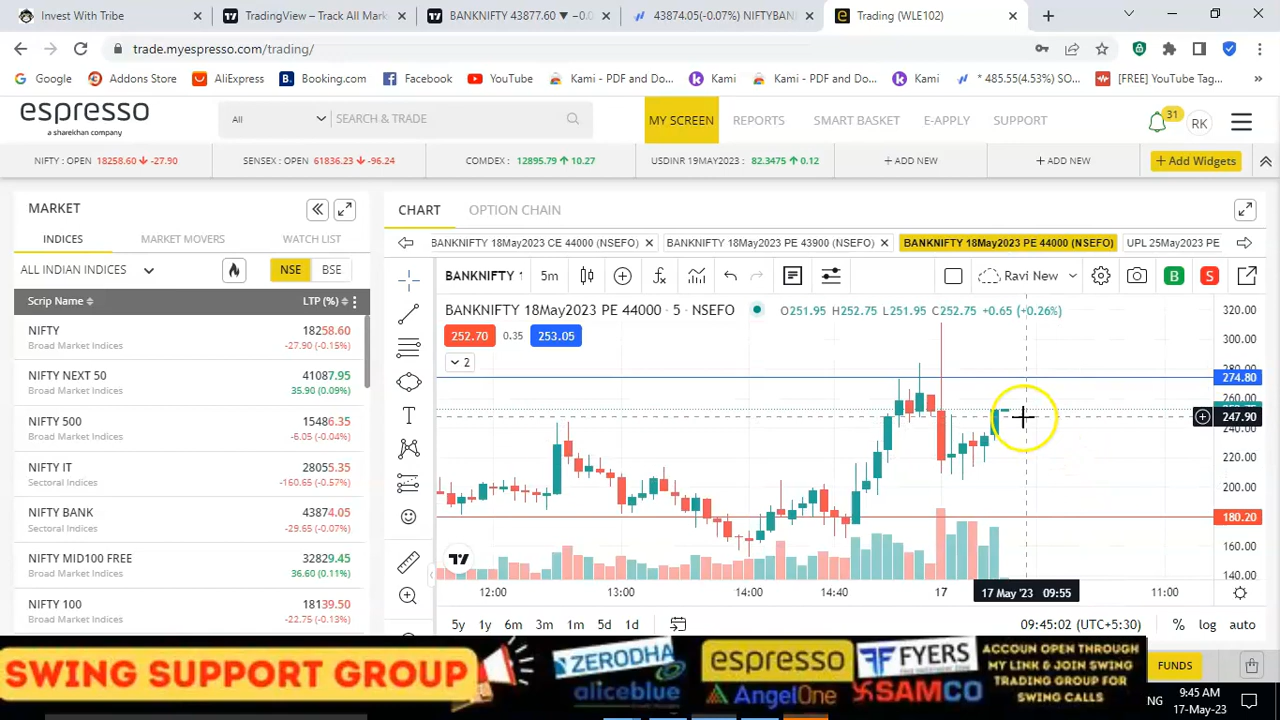 Invest With Tribe
TradingView – Track All Mar
BANKNIFTY 43877.60 ▼ −0.0
43874.05(-0.07%) NIFTYBAN
Trading (WLE102)
trade.myespresso.com/trading/
Google
Addons Store
AliExpress
Booking.com
Facebook
YouTube
Kami - PDF and Do...
Kami
Kami - PDF and Do...
Kami
* 485.55(4.53%) SO...
[FREE] YouTube Tag...
espresso
a sharekhan company
All
SEARCH & TRADE
MY SCREEN
REPORTS
SMART BASKET
E-APPLY
SUPPORT
31
RK
NIFTY : OPEN 18258.60 -27.90
SENSEX : OPEN 61836.23 -96.24
COMDEX : 12895.79 10.27
USDINR 19MAY2023 : 82.3475 0.12
+ ADD NEW
+ ADD NEW
+ Add Widgets
MARKET
INDICES
MARKET MOVERS
WATCH LIST
ALL INDIAN INDICES
NSE
BSE
Scrip Name
LTP (%)
NIFTY 18258.60
Broad Market Indices -27.90 (-0.15%)
NIFTY NEXT 50 41087.95
Broad Market Indices 35.90 (0.09%)
NIFTY 500 15486.35
Broad Market Indices -6.05 (-0.04%)
NIFTY IT 28055.35
Sectoral Indices -160.65 (-0.57%)
NIFTY BANK 43874.05
Sectoral Indices -29.65 (-0.07%)
NIFTY MID100 FREE 32829.45
Broad Market Indices 36.60 (0.11%)
NIFTY 100 18139.50
Broad Market Indices -22.75 (-0.13%)
CHART
OPTION CHAIN
BANKNIFTY 18May2023 CE 44000 (NSEFO)
BANKNIFTY 18May2023 PE 43900 (NSEFO)
BANKNIFTY 18May2023 PE 44000 (NSEFO)
UPL 25May2023 PE
BANKNIFTY 1
5m
Ravi New
B
S
BANKNIFTY 18May2023 PE 44000 · 5 · NSEFO
O251.95 H252.75 L251.95 C252.75 +0.65 (+0.26%)
252.70
0.35
253.05
2
320.00
300.00
274.80
247.90
240.00
220.00
200.00
180.20
160.00
140.00
12:00
13:00
14:00
14:40
17
17 May '23 09:55
11:00
5y
1y
6m
3m
1m
5d
1d
09:45:02 (UTC+5:30)
%
log
auto
SWING SUPPORT GROUP
ZERODHA
aliceblue
espresso
AngelOne
FYERS
SAMCO
ACCOUN OPEN THROUGH
MY LINK & JOIN SWING
TRADING GROUP FOR
SWING CALLS
FUNDS
NG
9:45 AM
17-May-23